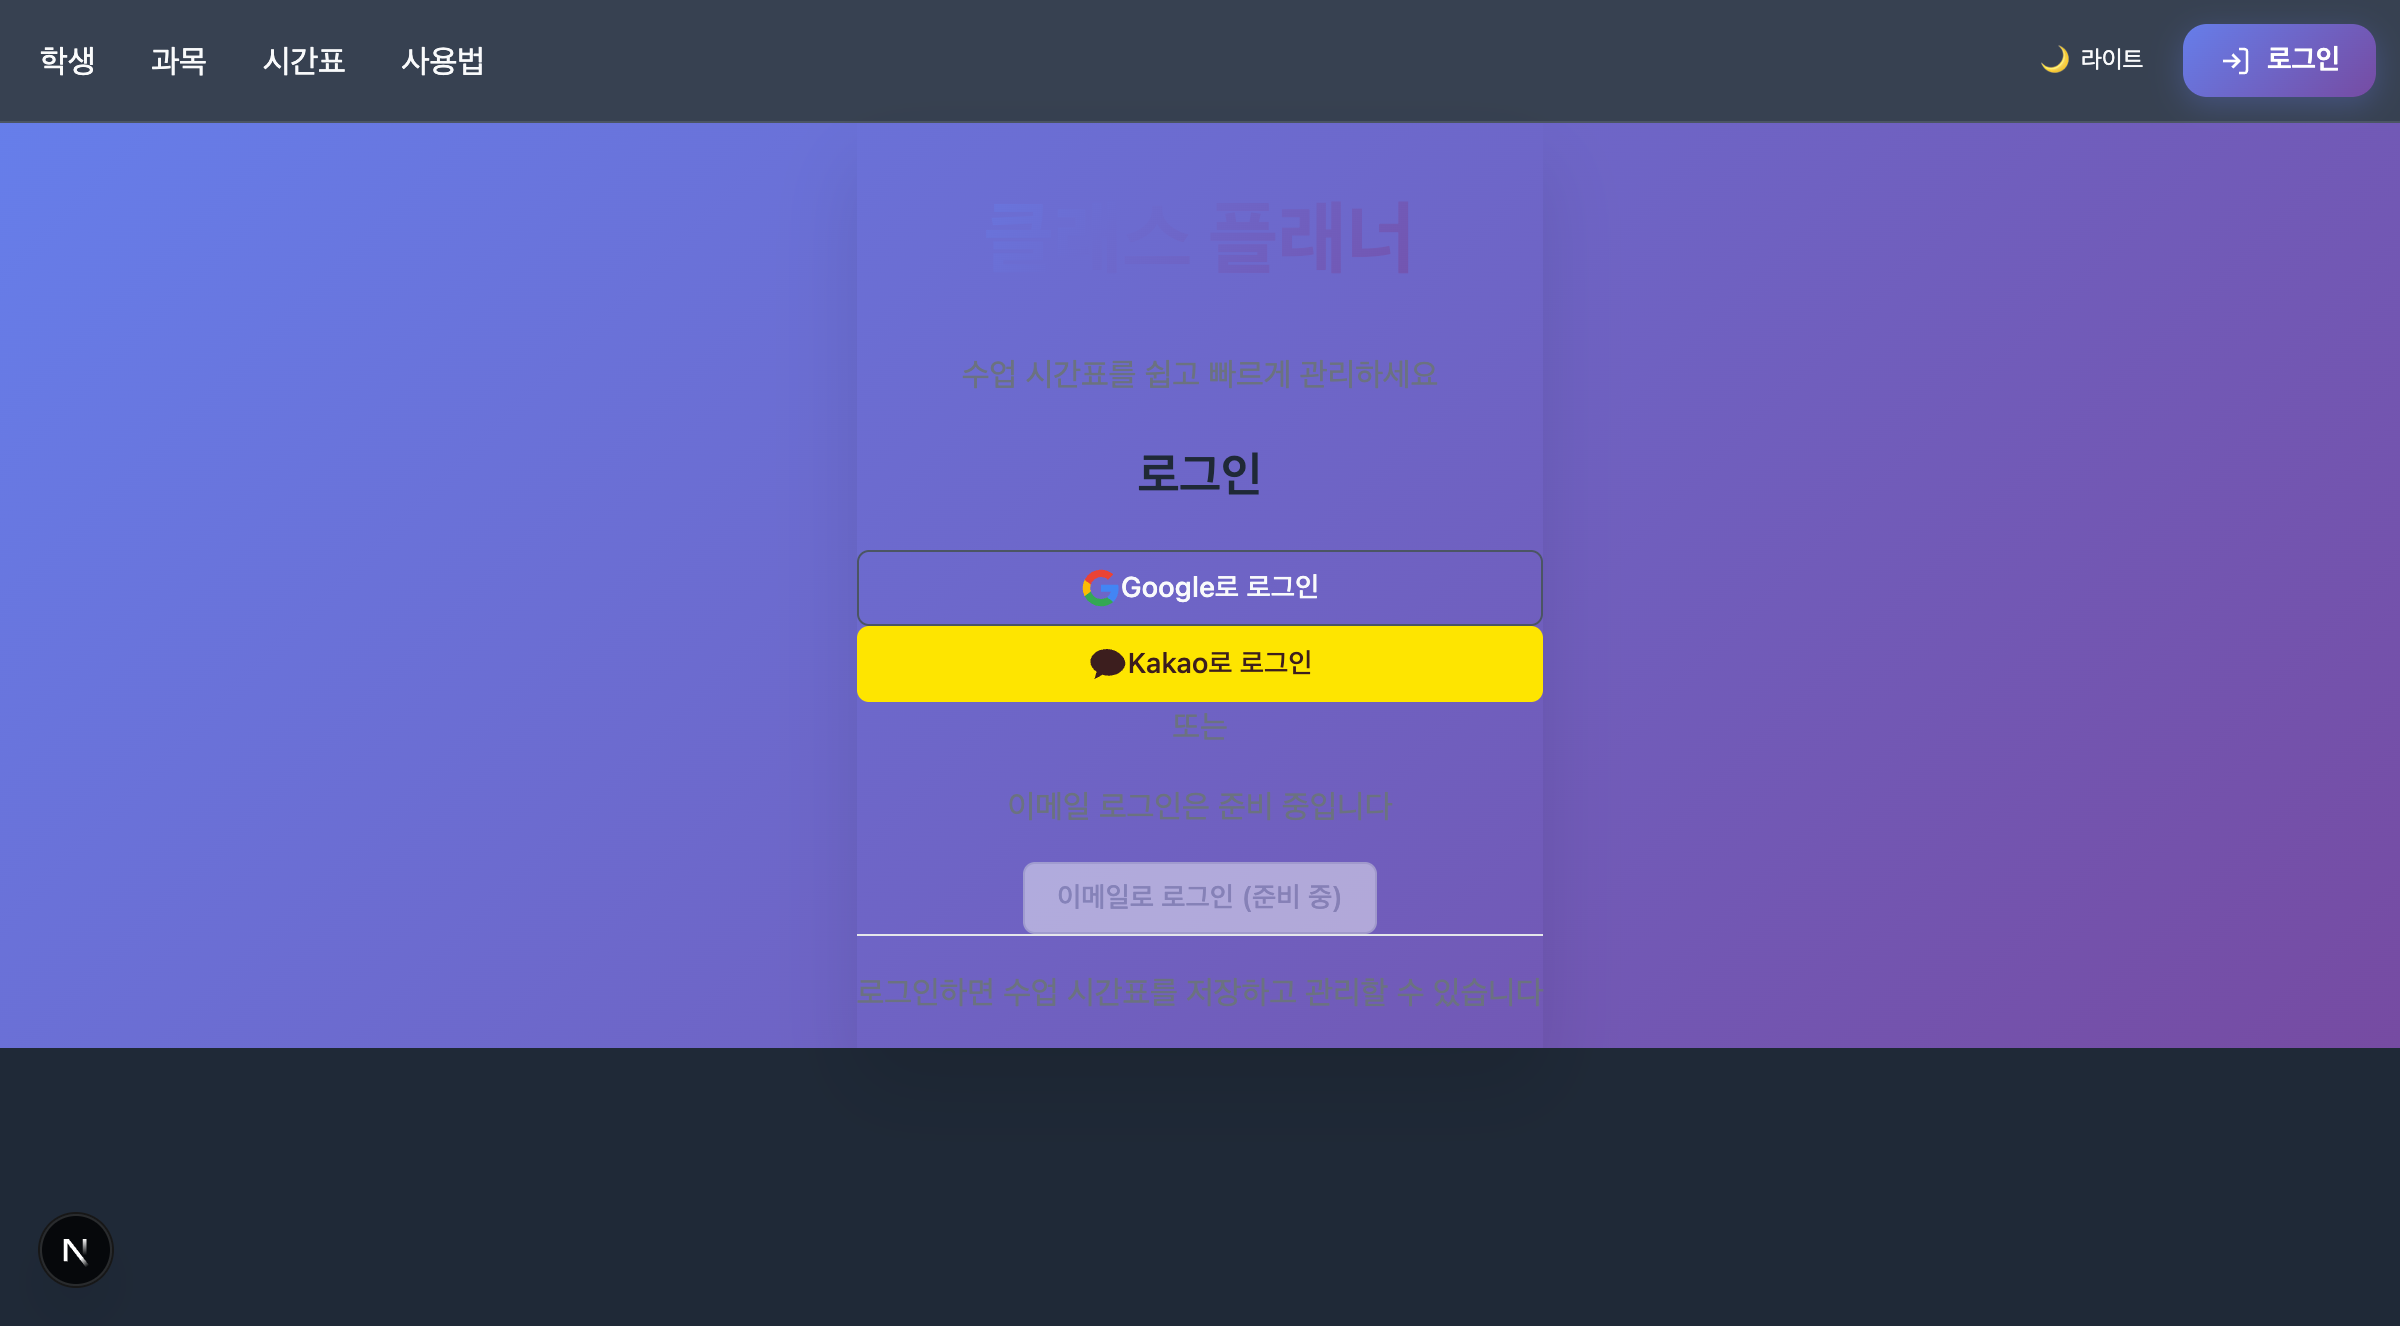 학생 과목 시간표 사용법
🌙 라이트 로그인
클래스 플래너
수업 시간표를 쉽고 빠르게 관리하세요
로그인
Google로 로그인
Kakao로 로그인
또는
이메일 로그인은 준비 중입니다
이메일로 로그인 (준비 중)
로그인하면 수업 시간표를 저장하고 관리할 수 있습니다
N